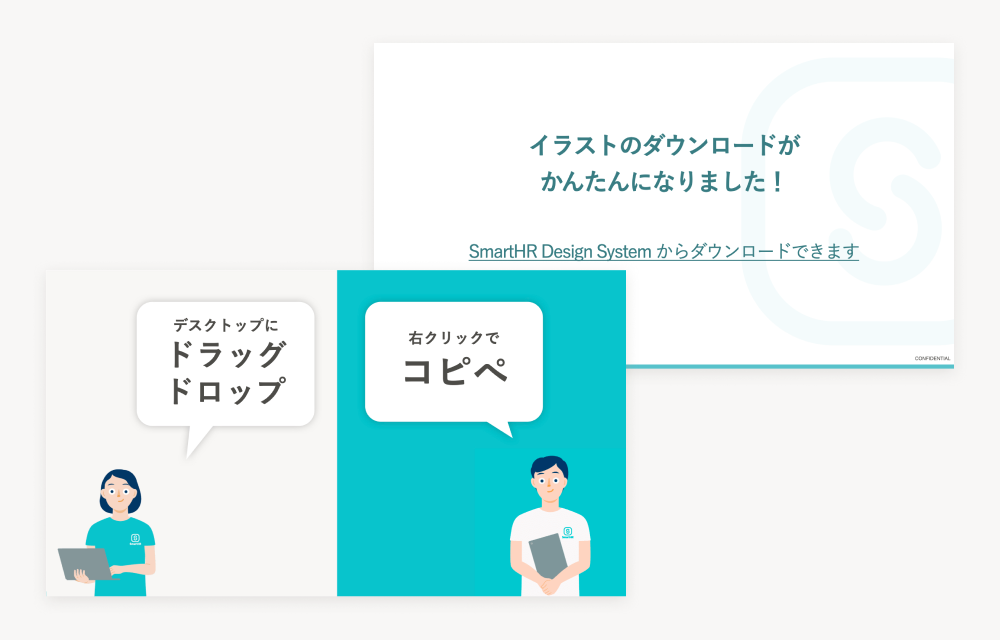 イラストのダウンロードが
かんたんになりました！
SmartHR Design System からダウンロードできます
CONFIDENTIAL
デスクトップに
ドラッグ
ドロップ
右クリックで
コピペ